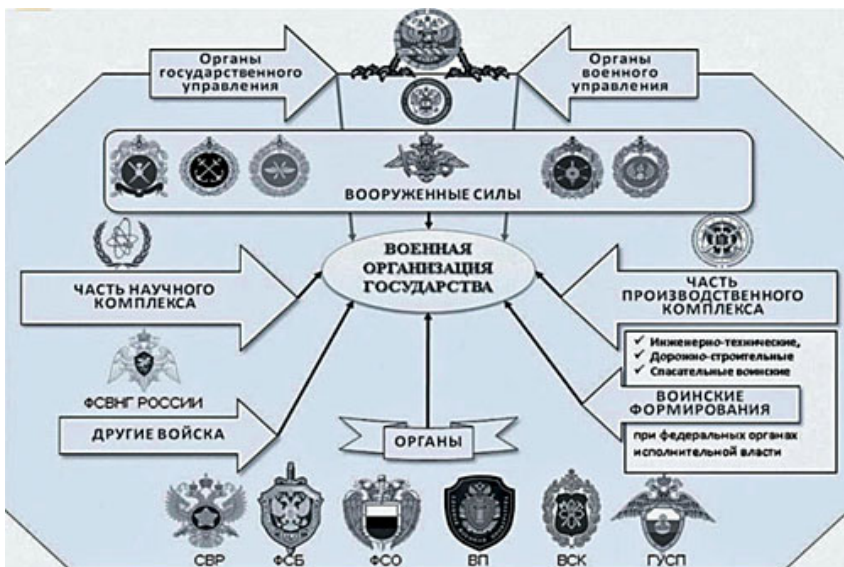 Органы
государственного
управления
Органы
военного
управления
ВООРУЖЕННЫЕ СИЛЫ
ВОЕННАЯ
ОРГАНИЗАЦИЯ
ГОСУДАРСТВА
ЧАСТЬ НАУЧНОГО
КОМПЛЕКСА
ЧАСТЬ
ПРОИЗВОДСТВЕННОГО
КОМПЛЕКСА
✓ Инженерно-технические,
✓ Дорожно-строительные
✓ Спасательные воинские
ФСВНГ РОССИИ
ВОИНСКИЕ
ФОРМИРОВАНИЯ
ДРУГИЕ ВОЙСКА
ОРГАНЫ
при федеральных органах
исполнительной власти
СВР
ФСБ
ФСО
ВП
ВСК
ГУСП